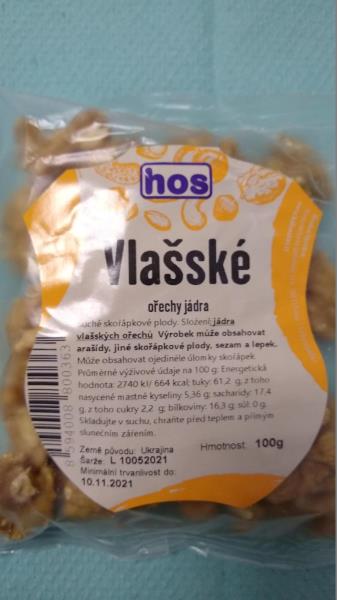 hos
Vlašské
ořechy jádra
suché skořápkové plody. Složení: jádra
vlašských ořechů Výrobek může obsahovat
arašídy, jiné skořápkové plody, sezam a lepek.
Může obsahovat ojediněle úlomky skořápek.
Průměrné výživové údaje na 100 g: Energetická
hodnota: 2740 kJ/ 664 kcal; tuky: 61,2 g, z toho
nasycené mastné kyseliny 5,36 g; sacharidy: 17,4
g, z toho cukry 2,2 g; bílkoviny: 16,3 g; sůl: 0 g.
Skladujte v suchu, chraňte před teplem a přímým
slunečním zářením.
Země původu: Ukrajina
Hmotnost: 100g
Šarže: L 10052021
Minimální trvanlivost do:
10.11.2021
8594008800363